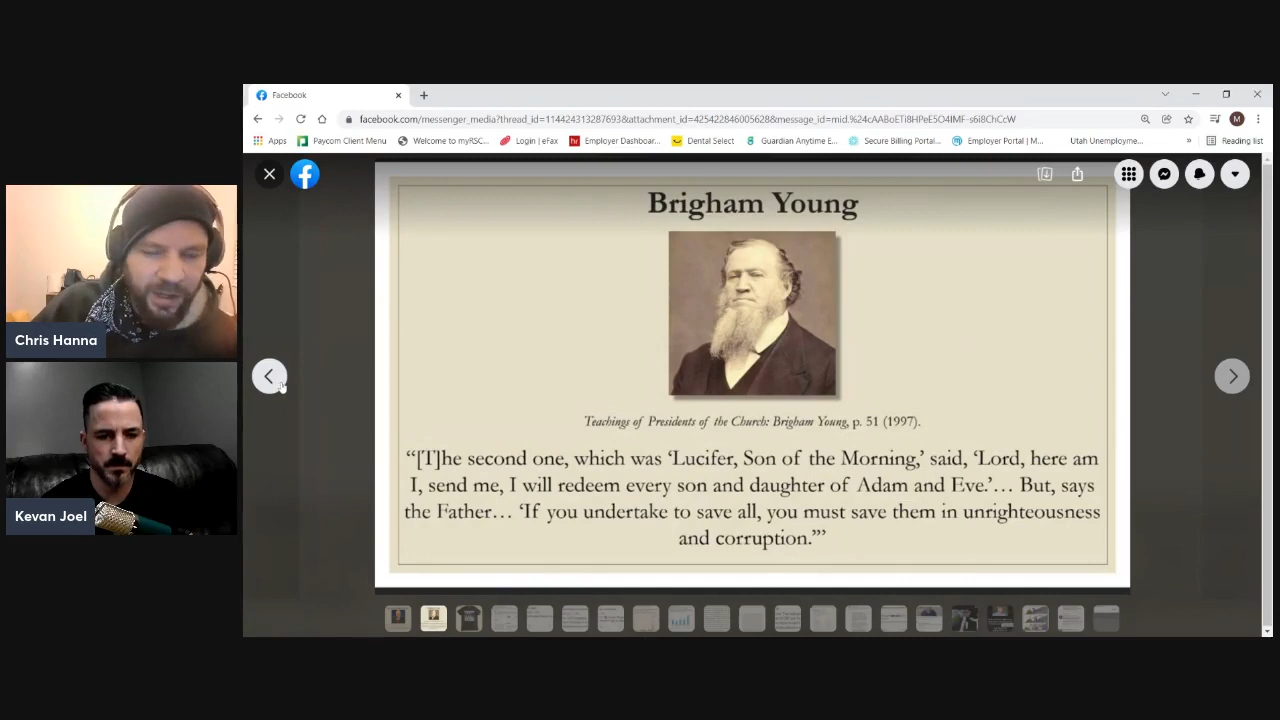 Facebook
facebook.com/messenger_media?thread_id=114424313287693&attachment_id=425422846005628&message_id=mid.%24cAABoETi8HPeE5O4IMF-s6i8ChCcW
Apps Paycom Client Menu Welcome to myRSC... Login | eFax Employer Dashboar... Dental Select Guardian Anytime E... Secure Billing Portal... Employer Portal | M... Utah Unemployme... » Reading list
M
Brigham Young
Teachings of Presidents of the Church: Brigham Young, p. 51 (1997).
“[T]he second one, which was ‘Lucifer, Son of the Morning,’ said, ‘Lord, here am
I, send me, I will redeem every son and daughter of Adam and Eve.’... But, says
the Father... ‘If you undertake to save all, you must save them in unrighteousness
and corruption.’”
Chris Hanna
Kevan Joel